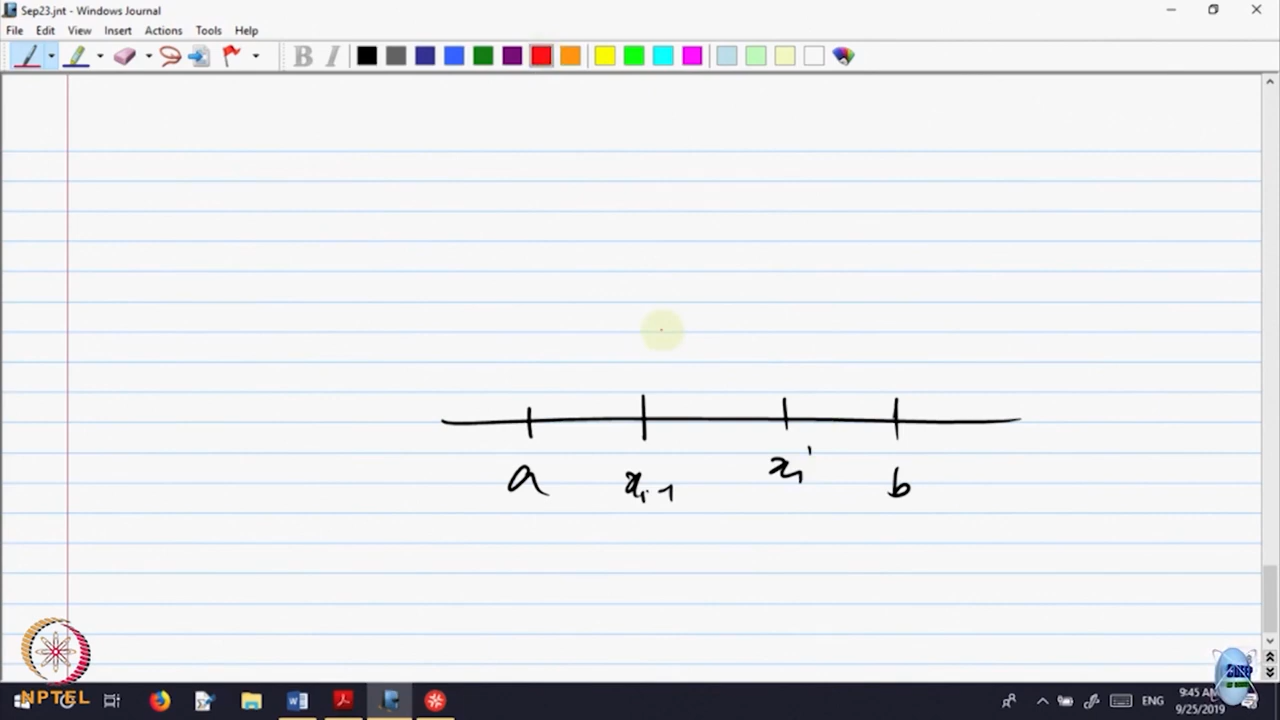 Sep23.jnt - Windows Journal
File Edit View Insert Actions Tools Help
B I
a x_{i-1} x_i b
NPTEL
ENG
9:45 AM
9/25/2019